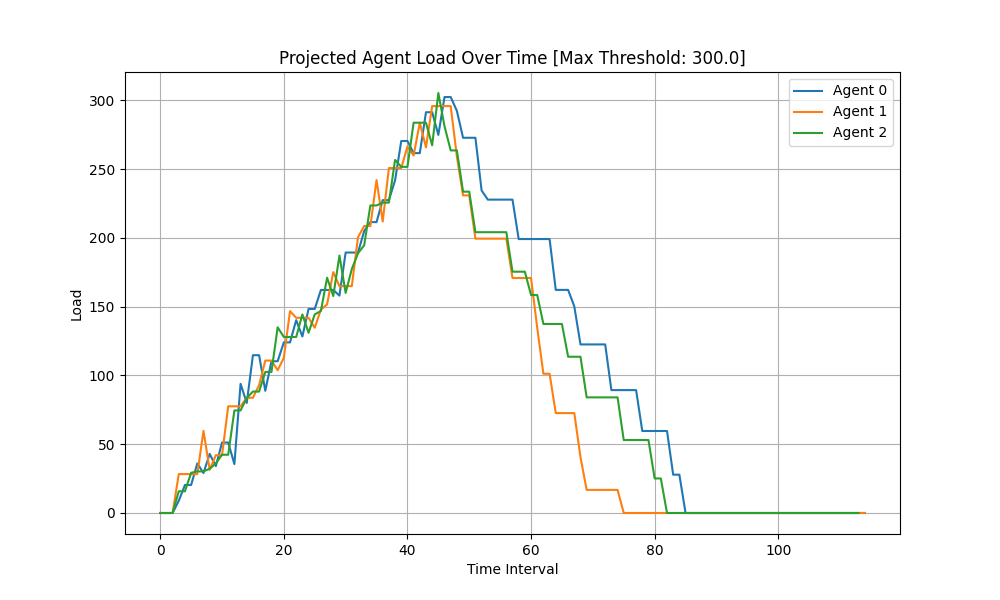 Projected Agent Load Over Time [Max Threshold: 300.0]
Agent 0
Agent 1
Agent 2
Load
300
250
200
150
100
50
0
0 20 40 60 80 100
Time Interval